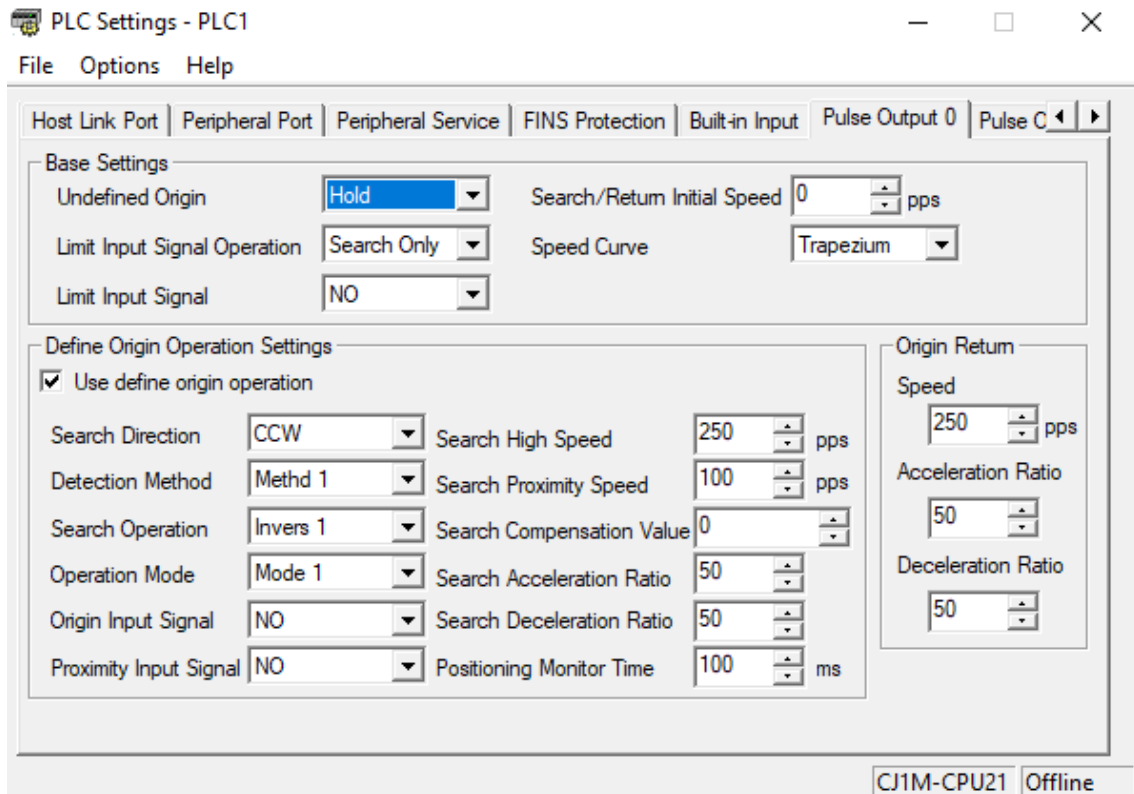 PLC Settings - PLC1
File Options Help
Host Link Port Peripheral Port Peripheral Service FINS Protection Built-in Input Pulse Output 0 Pulse O
Base Settings
Undefined Origin Hold Search/Return Initial Speed 0 pps
Limit Input Signal Operation Search Only Speed Curve Trapezium
Limit Input Signal NO
Define Origin Operation Settings
Use define origin operation
Search Direction CCW Search High Speed 250 pps
Detection Method Methd 1 Search Proximity Speed 100 pps
Search Operation Invers 1 Search Compensation Value 0
Operation Mode Mode 1 Search Acceleration Ratio 50
Origin Input Signal NO Search Deceleration Ratio 50
Proximity Input Signal NO Positioning Monitor Time 100 ms
Origin Return
Speed
250 pps
Acceleration Ratio
50
Deceleration Ratio
50
CJ1M-CPU21 Offline